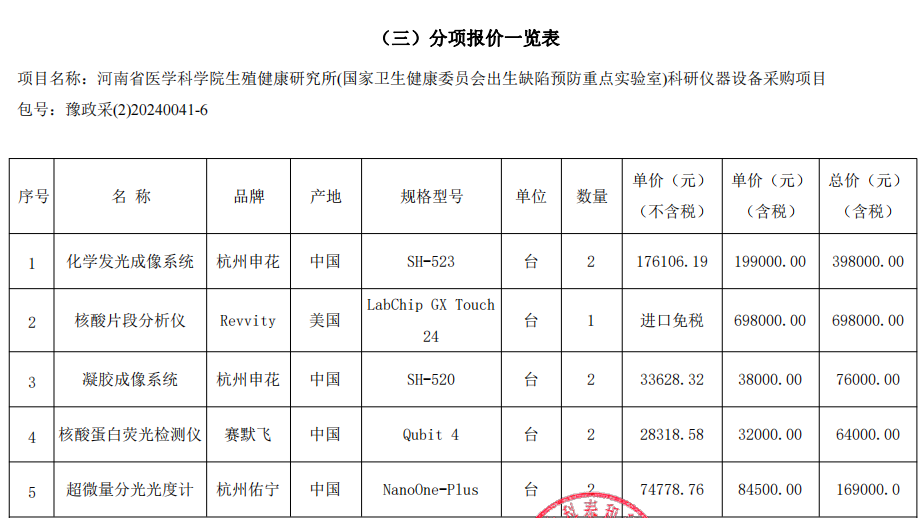 （三）分项报价一览表
项目名称：河南省医学科学院生殖健康研究所(国家卫生健康委员会出生缺陷预防重点实验室)科研仪器设备采购项目
包号：豫政采(2)20240041-6
序号 名 称 品牌 产地 规格型号 单位 数量 单价（元）（不含税） 单价（元）（含税） 总价（元）（含税）
1 化学发光成像系统 杭州申花 中国 SH-523 台 2 176106.19 199000.00 398000.00
2 核酸片段分析仪 Revvity 美国 LabChip GX Touch 24 台 1 进口免税 698000.00 698000.00
3 凝胶成像系统 杭州申花 中国 SH-520 台 2 33628.32 38000.00 76000.00
4 核酸蛋白荧光检测仪 赛默飞 中国 Qubit 4 台 2 28318.58 32000.00 64000.00
5 超微量分光光度计 杭州佑宁 中国 NanoOne-Plus 台 2 74778.76 84500.00 169000.0